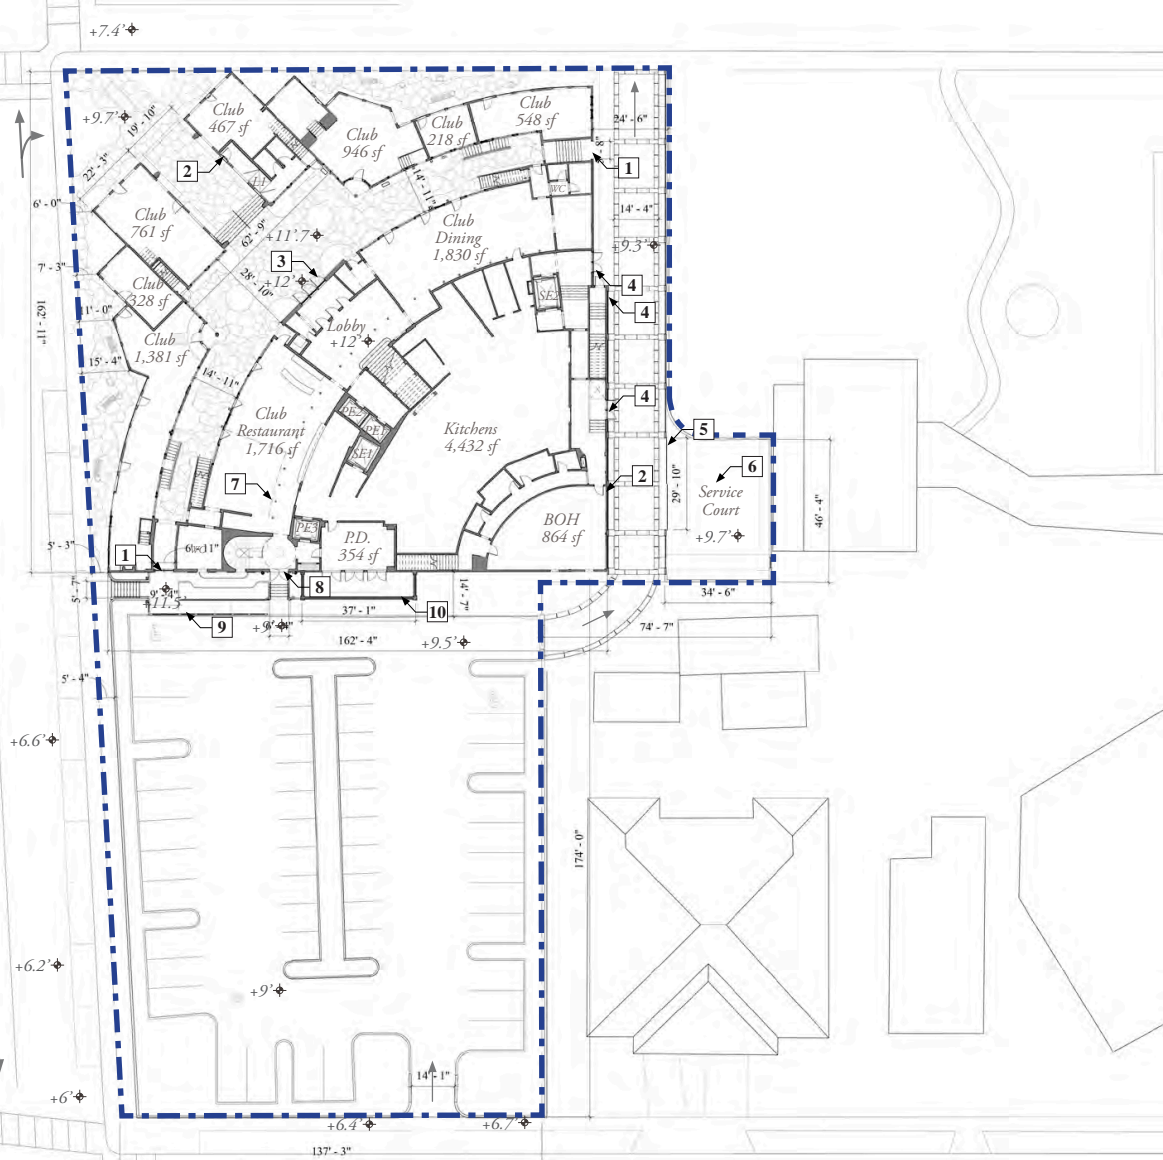 +7.4'
+9.7'
19' - 10"
Club
467 sf
Club
946 sf
Club
218 sf
Club
548 sf
24' - 6"
22' - 3"
2
1
WC
6' - 0"
Club
761 sf
62' - 9"
+11'.7
14' - 11"
Club
Dining
1,830 sf
14' - 4"
+9.3'
7' - 3"
3
+12'
28' - 10"
Club
328 sf
SE2
4
4
162' - 11"
11' - 0"
Club
1,381 sf
Lobby
+12'
15' - 4"
14' - 11"
4
Club
Restaurant
1,716 sf
PE2
PE1
SE1
Kitchens
4,432 sf
5
6
Service
Court
+9.7'
29' - 10"
46' - 4"
7
2
PE3
P.D.
354 sf
BOH
864 sf
5' - 3"
1
5' - 7"
9' - 4"
+11.5'
8
10
9
37' - 1"
14' - 7"
34' - 6"
74' - 7"
162' - 4"
+9.5'
5' - 4"
+6.6'
174' - 0"
+6.2'
+9'
+6'
14' - 1"
+6.4'
+6.7'
137' - 3"